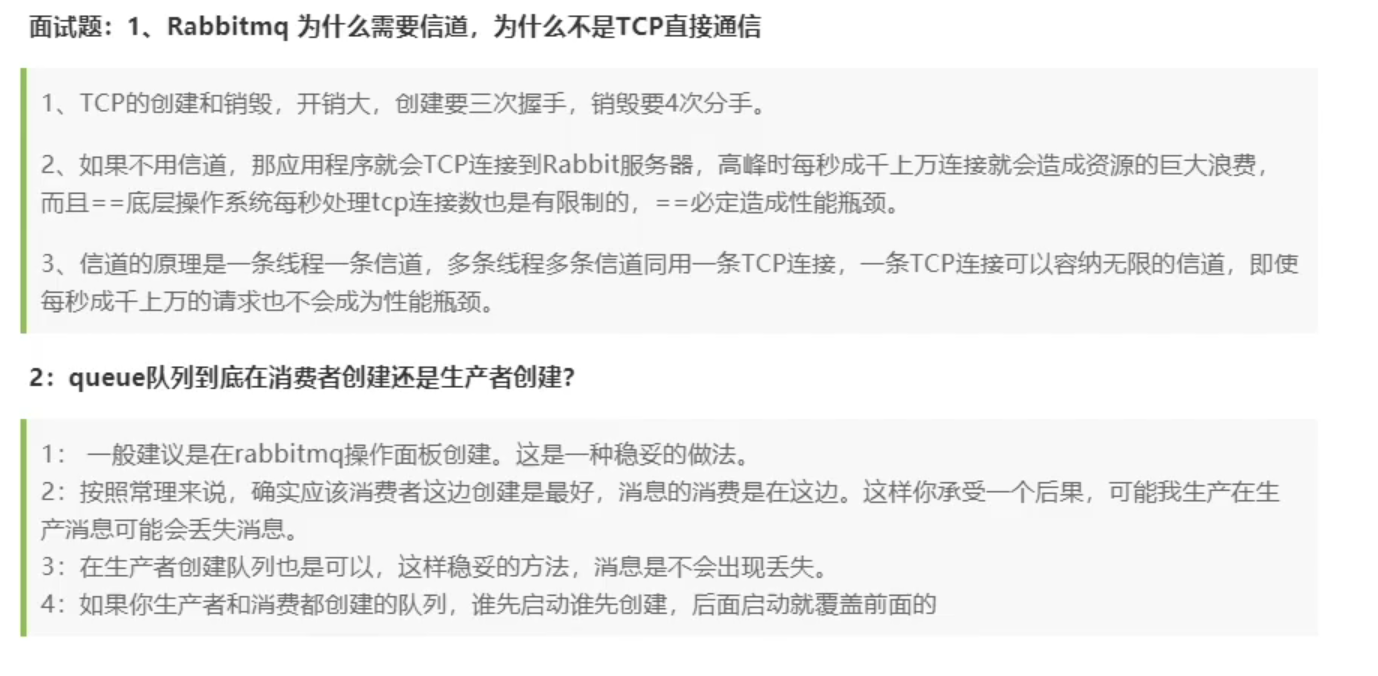 面试题：1、Rabbitmq 为什么需要信道，为什么不是TCP直接通信
1、TCP的创建和销毁，开销大，创建要三次握手，销毁要4次分手。
2、如果不用信道，那应用程序就会TCP连接到Rabbit服务器，高峰时每秒成千上万连接就会造成资源的巨大浪费，
而且==底层操作系统每秒处理tcp连接数也是有限制的，==必定造成性能瓶颈。
3、信道的原理是一条线程一条信道，多条线程多条信道同用一条TCP连接，一条TCP连接可以容纳无限的信道，即使
每秒成千上万的请求也不会成为性能瓶颈。
2：queue队列到底在消费者创建还是生产者创建？
1： 一般建议是在rabbitmq操作面板创建。这是一种稳妥的做法。
2：按照常理来说，确实应该消费者这边创建是最好，消息的消费是在这边。这样你承受一个后果，可能我生产在生
产消息可能会丢失消息。
3：在生产者创建队列也是可以，这样稳妥的方法，消息是不会出现丢失。
4：如果你生产者和消费都创建的队列，谁先启动谁先创建，后面启动就覆盖前面的